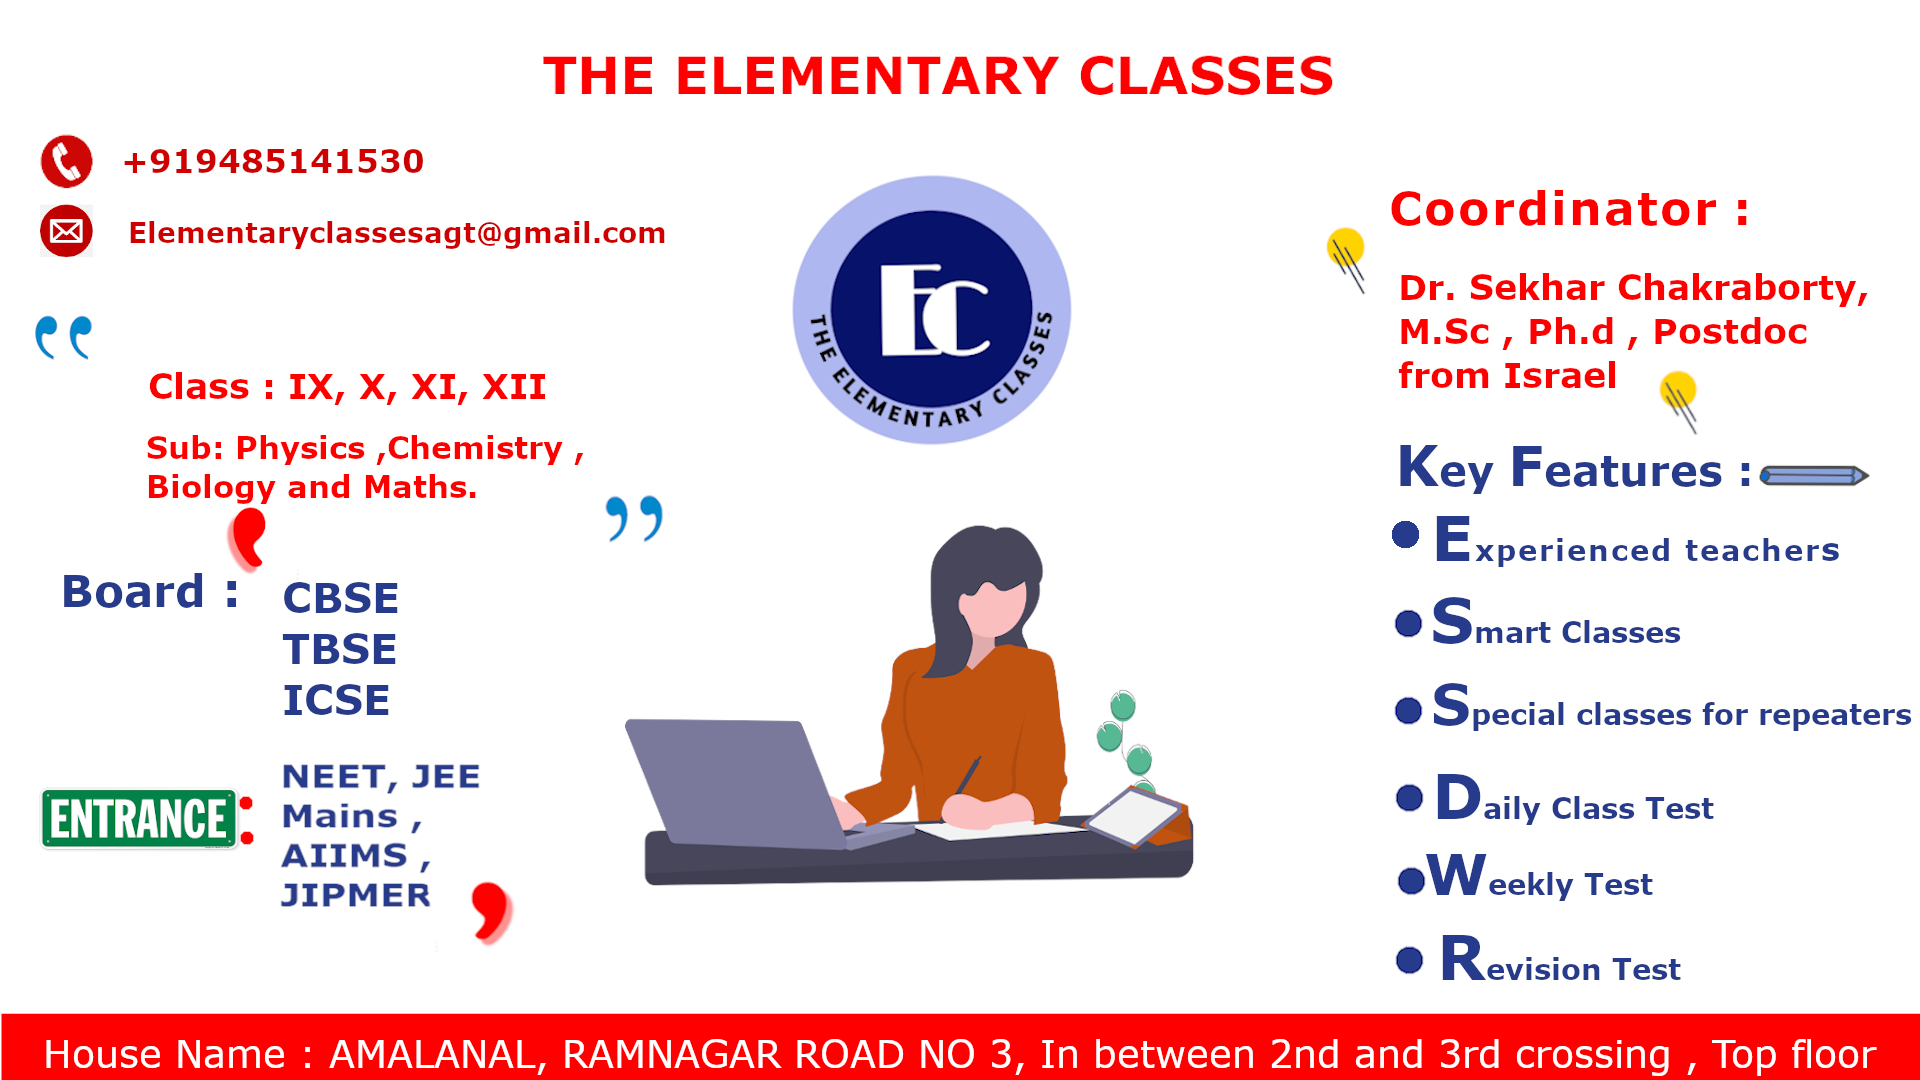 THE ELEMENTARY CLASSES
+919485141530
Elementaryclassesagt@gmail.com
Class : IX, X, XI, XII
Sub: Physics ,Chemistry ,
Biology and Maths.
Board :
CBSE
TBSE
ICSE
ENTRANCE:
NEET, JEE
Mains ,
AIIMS ,
JIPMER
EC
THE ELEMENTARY CLASSES
Coordinator :
Dr. Sekhar Chakraborty,
M.Sc , Ph.d , Postdoc
from Israel
Key Features :
Experienced teachers
Smart Classes
Special classes for repeaters
Daily Class Test
Weekly Test
Revision Test
House Name : AMALANAL, RAMNAGAR ROAD NO 3, In between 2nd and 3rd crossing , Top floor